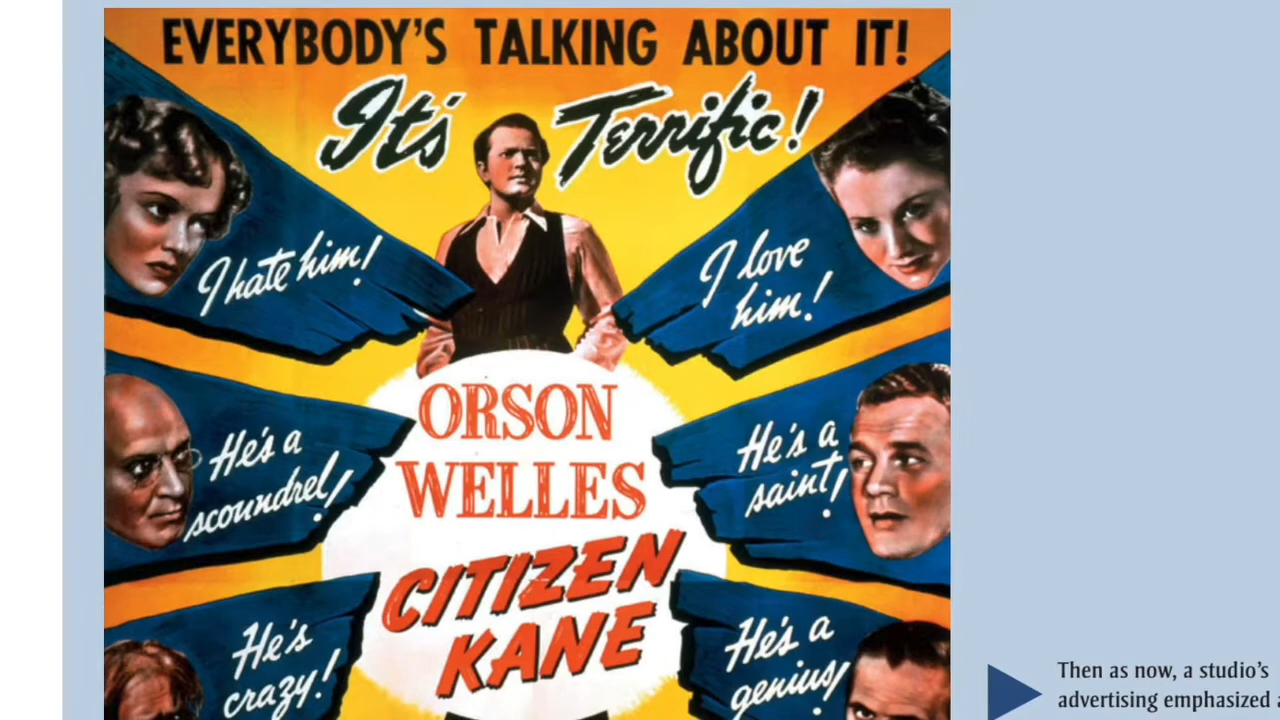 EVERYBODY'S TALKING ABOUT IT!
It's Terrific!
I hate him!
I love
him!
ORSON
WELLES
He's a
scoundrel!
He's a
saint!
CITIZEN
KANE
He's
crazy!
He's a
genius!
Then as now, a studio's
advertising emphasized